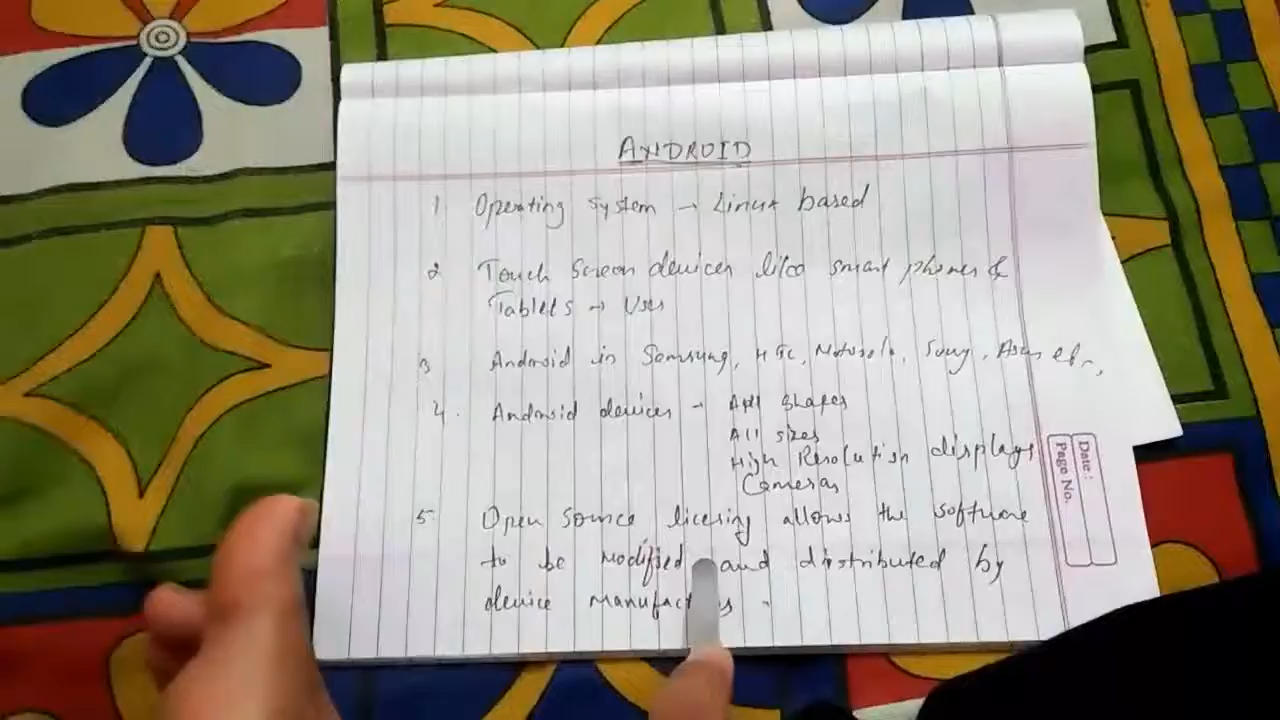 ANDROID
1 Operating System → Linux based
2 Touch Screen devices like smart phones &
Tablets → Uses
3 Android in Samsung, HTC, Motorola, Sony, Asus etc.,
4. Android devices → All shapes
All sizes
High Resolution displays
Cameras
5. Open Source licensing allows the software
to be modified and distributed by
device
Date :
Page No.